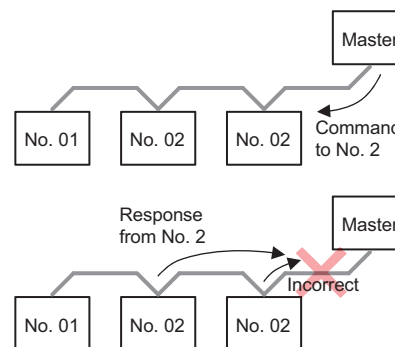 Master
Command
to No. 2
No. 01
No. 02
No. 02
Response
from No. 2
Master
Incorrect
No. 01
No. 02
No. 02